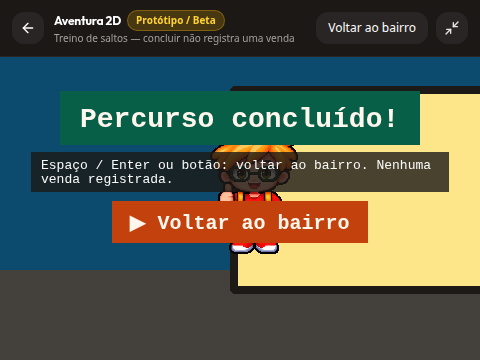 Aventura 2D
Protótipo / Beta
Treino de saltos — concluir não registra uma venda
Voltar ao bairro
Percurso concluído!
Espaço / Enter ou botão: voltar ao bairro. Nenhuma
venda registrada.
▶ Voltar ao bairro